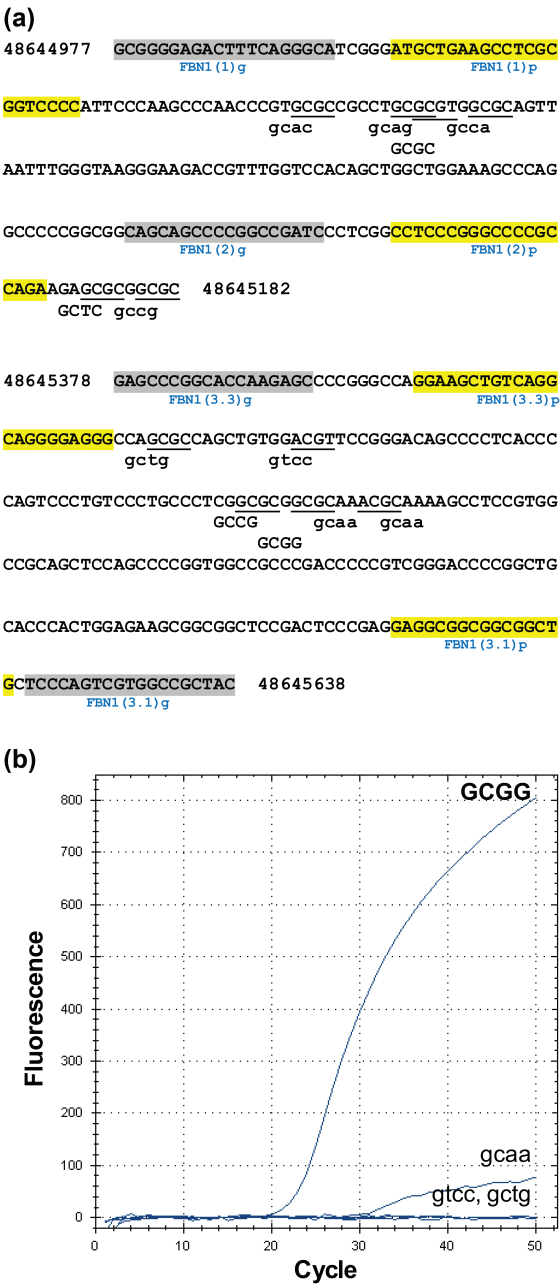 (a)
48644977 GCGGGGAGACTTTCAGGGCATCGGGATGCTGAAGCCTCGC
FBN1(1)g FBN1(1)p
GGTCCCCATTCCCAAGCCCAACCCGTGCGCCGCCTGCGCGTGGCGCAGTT
gcac gcag gcca
GCGC
AATTTGGGTAAGGGAAGACCGTTTGGTCCACAGCTGGCTGGAAAGCCCAG
GCCCCCGGCGGCAGCAGCCCCGGCCGATCCCTCGGCCTCCCGGGCCCCGC
FBN1(2)g FBN1(2)p
CAGAAGAGCGCGGCGC 48645182
GCTC gccg
48645378 GAGCCCGGCACCAAGAGCCCCGGGCCAGGAAGCTGTCAGG
FBN1(3.3)g FBN1(3.3)p
CAGGGGAGGGCCAGCGCCAGCTGTGGACGTTCCGGGACAGCCCCTCACCC
gctg gtcc
CAGTCCCTGTCCCTGCCCTCGGCGCGGCGCAAACGCAAAAGCCTCCGTGG
GCCG gcaa gcaa
GCGG
CCGCAGCTCCAGCCCCGGTGGCCGCCCGACCCCCGTCGGGACCCCGGCTG
CACCCACTGGAGAAGCGGCGGCTCCGACTCCCGAGGAGGCGGCGGCGGCT
FBN1(3.1)p
GCTCCCAGTCGTGGCCGCTAC 48645638
FBN1(3.1)g
(b)
GCGG
800
700
600
500
400
300
200
100
0
gcaa
gtcc, gctg
Fluorescence
0 10 20 30 40 50
Cycle